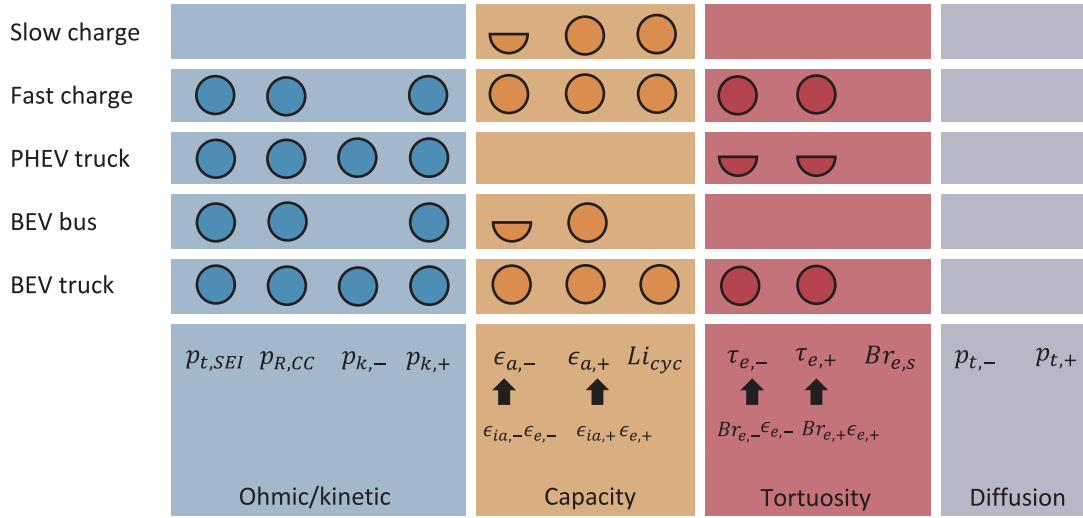 Slow charge
Fast charge
PHEV truck
BEV bus
BEV truck
p_{t,SEI} p_{R,CC} p_{k,-} p_{k,+} ϵ_{a,-} ϵ_{a,+} Li_{cyc} τ_{e,-} τ_{e,+} Br_{e,s} p_{t,-} p_{t,+}
ϵ_{ia,-} ϵ_{e,-} ϵ_{ia,+} ϵ_{e,+} Br_{e,-} ϵ_{e,-} Br_{e,+} ϵ_{e,+}
Ohmic/kinetic Capacity Tortuosity Diffusion